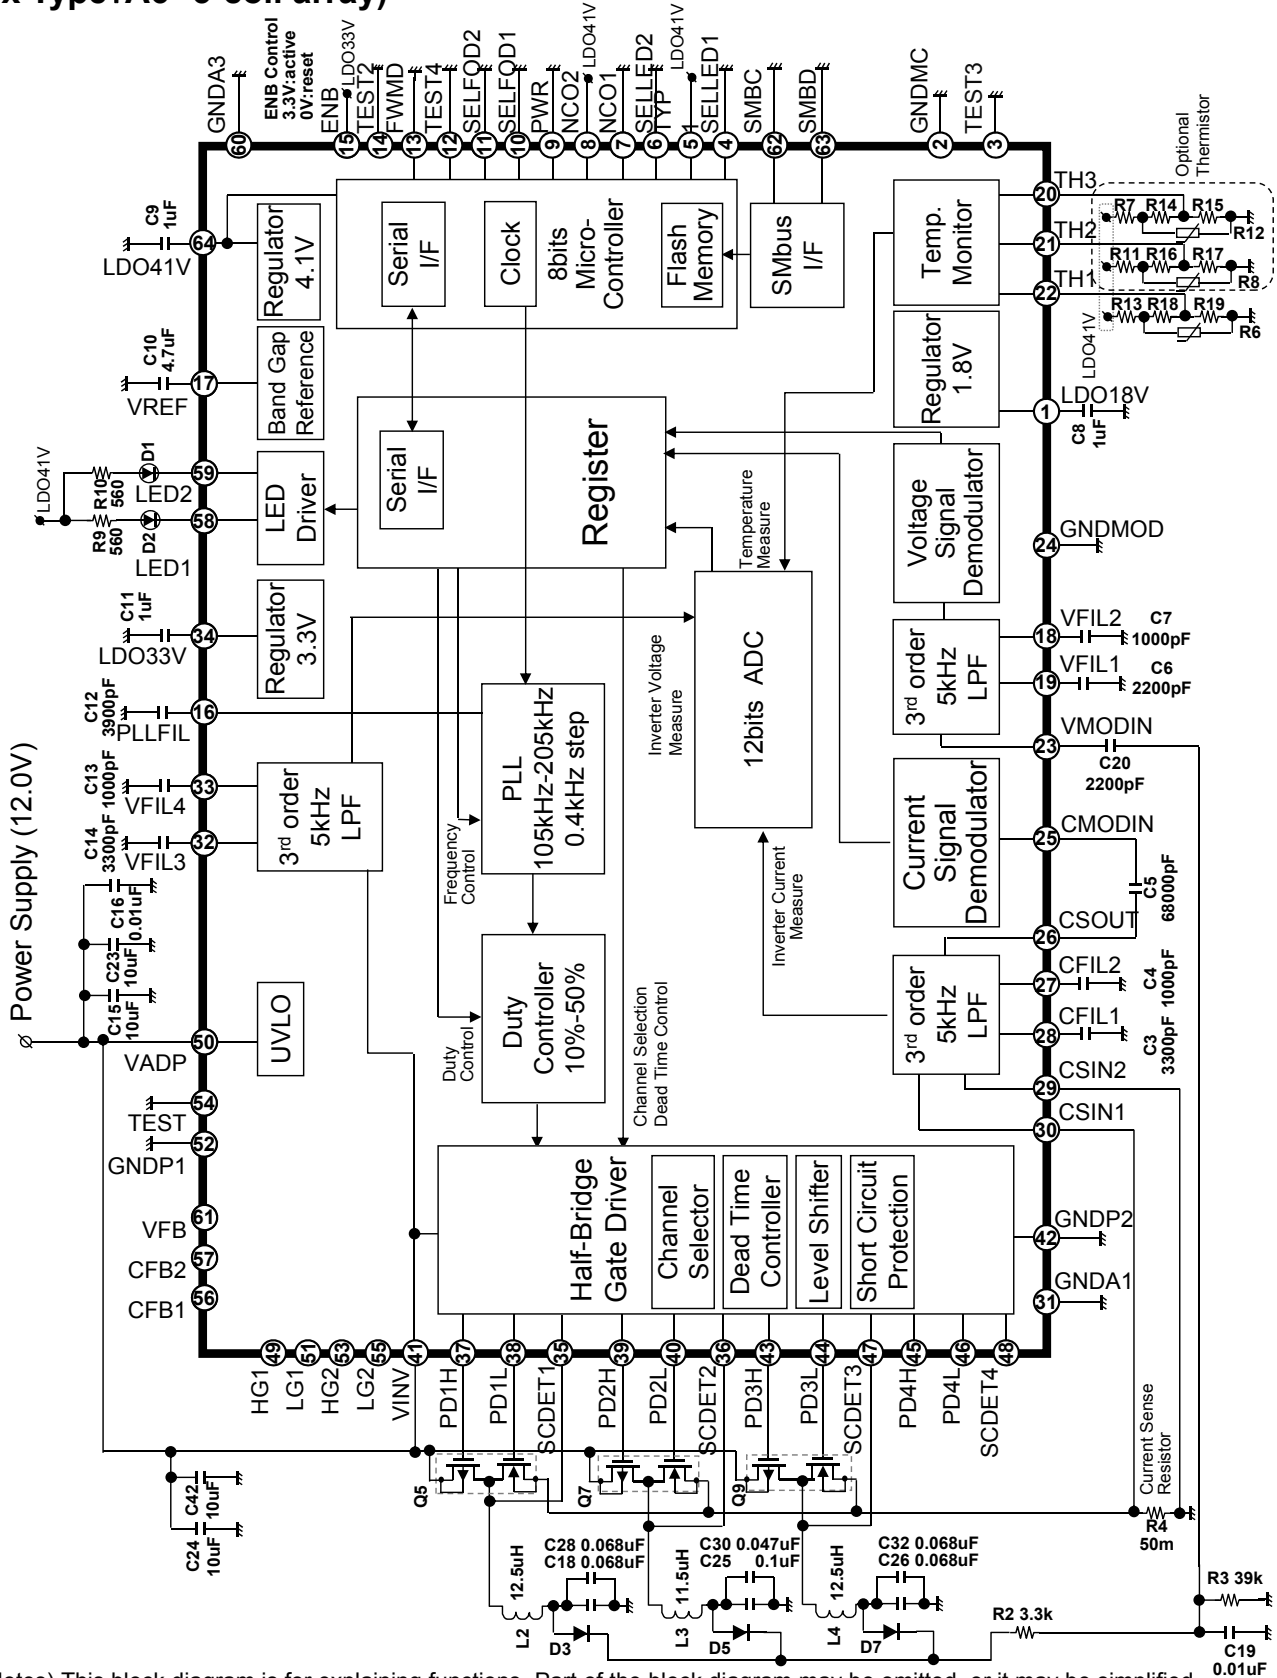 x Type:A6 -3-coil array)
GNDA3
ENB Control
3.3V:active
0V:reset
ENB
LDO33V
TEST2
FWMD
TEST4
SELFOD2
SELFOD1
PWR
NCO2
LDO41V
NCO1
SELLED2
TYP
LDO41V
SELLED1
SMBC
SMBD
GNDMC
TEST3
60
15
14
13
12
11
10
9
8
7
6
5
4
62
63
2
3
Optional
Thermistor
TH3
20
R7
R14
R15
R12
TH2
21
R11
R16
R17
R8
TH1
22
R13
R18
R19
R6
LDO41V
C9
1uF
64
LDO41V
Regulator
4.1V
Serial
I/F
Clock
8bits
Micro-
Controller
Flash
Memory
SMbus
I/F
Temp.
Monitor
C10
4.7uF
17
VREF
Band Gap
Reference
Regulator
1.8V
LDO18V
1
C8
1uF
LDO41V
R10
560
D1
59
LED2
R9
560
D2
58
LED1
LED
Driver
Serial
I/F
Register
Temperature
Measure
Voltage
Signal
Demodulator
24
GNDMOD
C11
1uF
34
LDO33V
Regulator
3.3V
Inverter Voltage
Measure
12bits ADC
3rd order
5kHz
LPF
VFIL2
18
C7
1000pF
VFIL1
19
C6
2200pF
C12
3900pF
16
PLLFIL
PLL
105kHz-205kHz
0.4kHz step
VMODIN
23
C20
2200pF
Power Supply (12.0V)
C13
1000pF
33
VFIL4
C14
3300pF
32
VFIL3
3rd order
5kHz
LPF
Frequency
Control
Inverter Current
Measure
Current
Signal
Demodulator
CMODIN
25
C5
68000pF
C16
0.01uF
C23
10uF
C15
10uF
CSOUT
26
50
VADP
UVLO
Duty
Control
Duty
Controller
10%-50%
Channel Selection
Dead Time Control
3rd order
5kHz
LPF
CFIL2
27
C4
1000pF
CFIL1
28
C3
3300pF
CSIN2
29
CSIN1
30
54
TEST
52
GNDP1
61
VFB
57
CFB2
56
CFB1
Half-Bridge
Gate Driver
Channel
Selector
Dead Time
Controller
Level Shifter
Short Circuit
Protection
GNDP2
42
GNDA1
31
49
51
53
55
41
37
38
35
39
40
36
43
44
47
45
46
48
HG1
LG1
HG2
LG2
VINV
PD1H
PD1L
SCDET1
PD2H
PD2L
SCDET2
PD3H
PD3L
SCDET3
PD4H
PD4L
SCDET4
Current Sense
Resistor
C42
10uF
C24
10uF
Q5
Q7
Q9
R4
50m
12.5uH
L2
C28 0.068uF
C18 0.068uF
D3
11.5uH
L3
C30 0.047uF
C25 0.1uF
D5
12.5uH
L4
C32 0.068uF
C26 0.068uF
D7
R2 3.3k
R3 39k
C19
0.01uF
Notes) This block diagram is for explaining functions. Part of the block diagram may be omitted, or it may be simplified